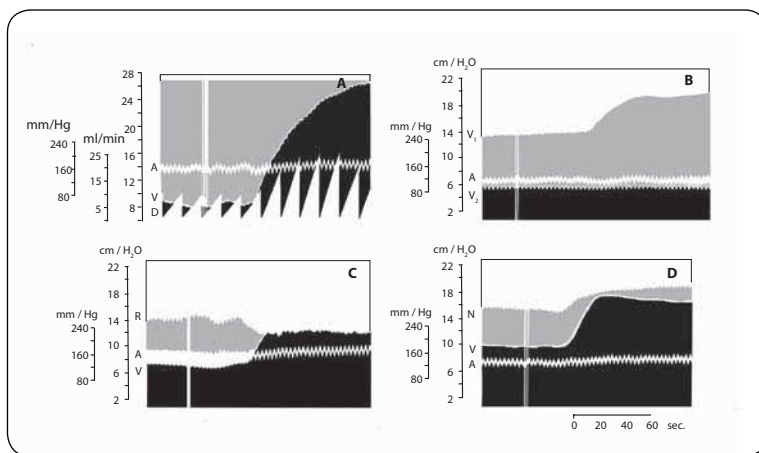 A
28
24
20
16
12
8
mm/Hg
240
160
80
ml/min
25
15
5
A
V
D
B
cm / H₂O
22
18
14
10
6
2
mm/Hg
240
160
80
V₁
A
V₂
C
cm / H₂O
22
18
14
10
6
2
mm / Hg
240
160
80
R
A
V
D
cm / H₂O
22
18
14
10
6
2
mm / Hg
240
160
80
N
V
A
0 20 40 60 sec.